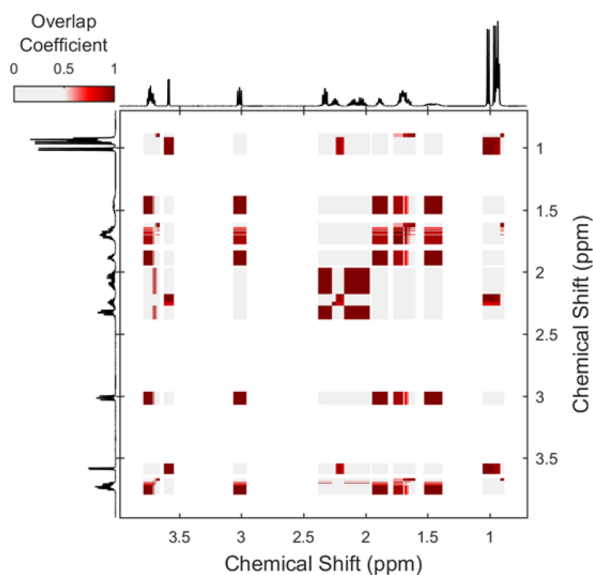 Overlap
Coefficient
0 0.5 1
1
1.5
2
2.5
3
3.5
Chemical Shift (ppm)
3.5 3 2.5 2 1.5 1
Chemical Shift (ppm)